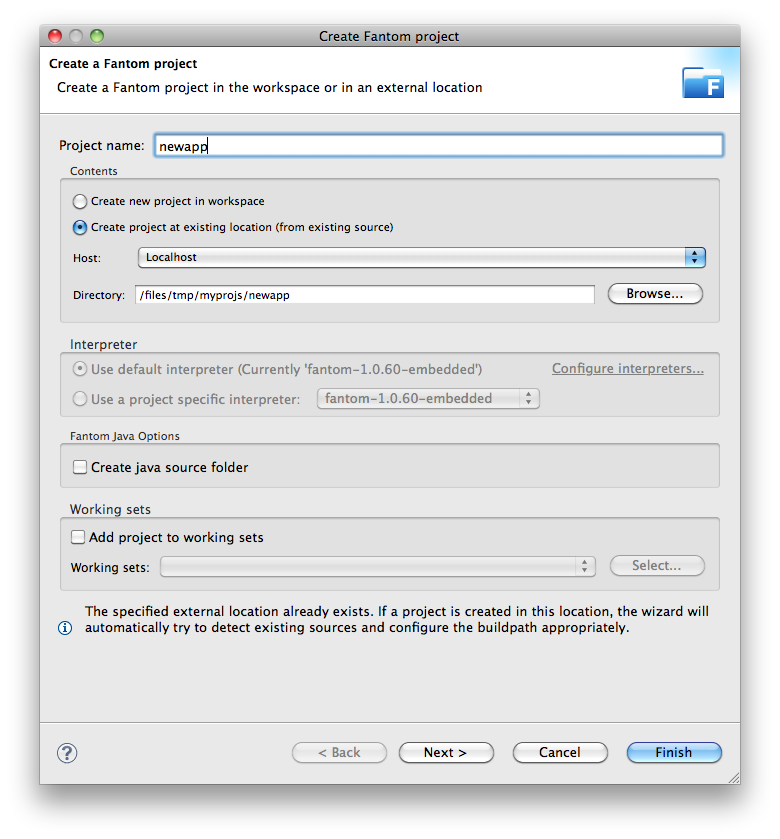 Create Fantom project
Create a Fantom project
Create a Fantom project in the workspace or in an external location
F
Project name: newapp
Contents
Create new project in workspace
Create project at existing location (from existing source)
Host: Localhost
Directory: /files/tmp/myprojs/newapp Browse...
Interpreter
Use default interpreter (Currently 'fantom-1.0.60-embedded') Configure interpreters...
Use a project specific interpreter: fantom-1.0.60-embedded
Fantom Java Options
Create java source folder
Working sets
Add project to working sets
Working sets: Select...
The specified external location already exists. If a project is created in this location, the wizard will
automatically try to detect existing sources and configure the buildpath appropriately.
? < Back Next > Cancel Finish